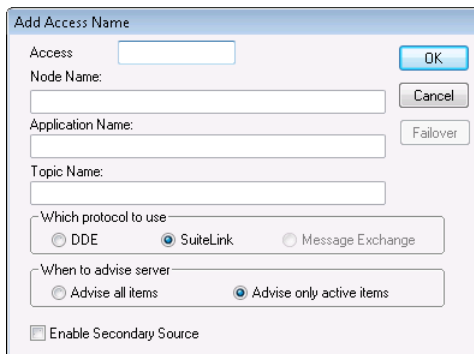 Add Access Name
Access
OK
Node Name:
Cancel
Application Name:
Failover
Topic Name:
Which protocol to use
DDE SuiteLink Message Exchange
When to advise server
Advise all items Advise only active items
Enable Secondary Source